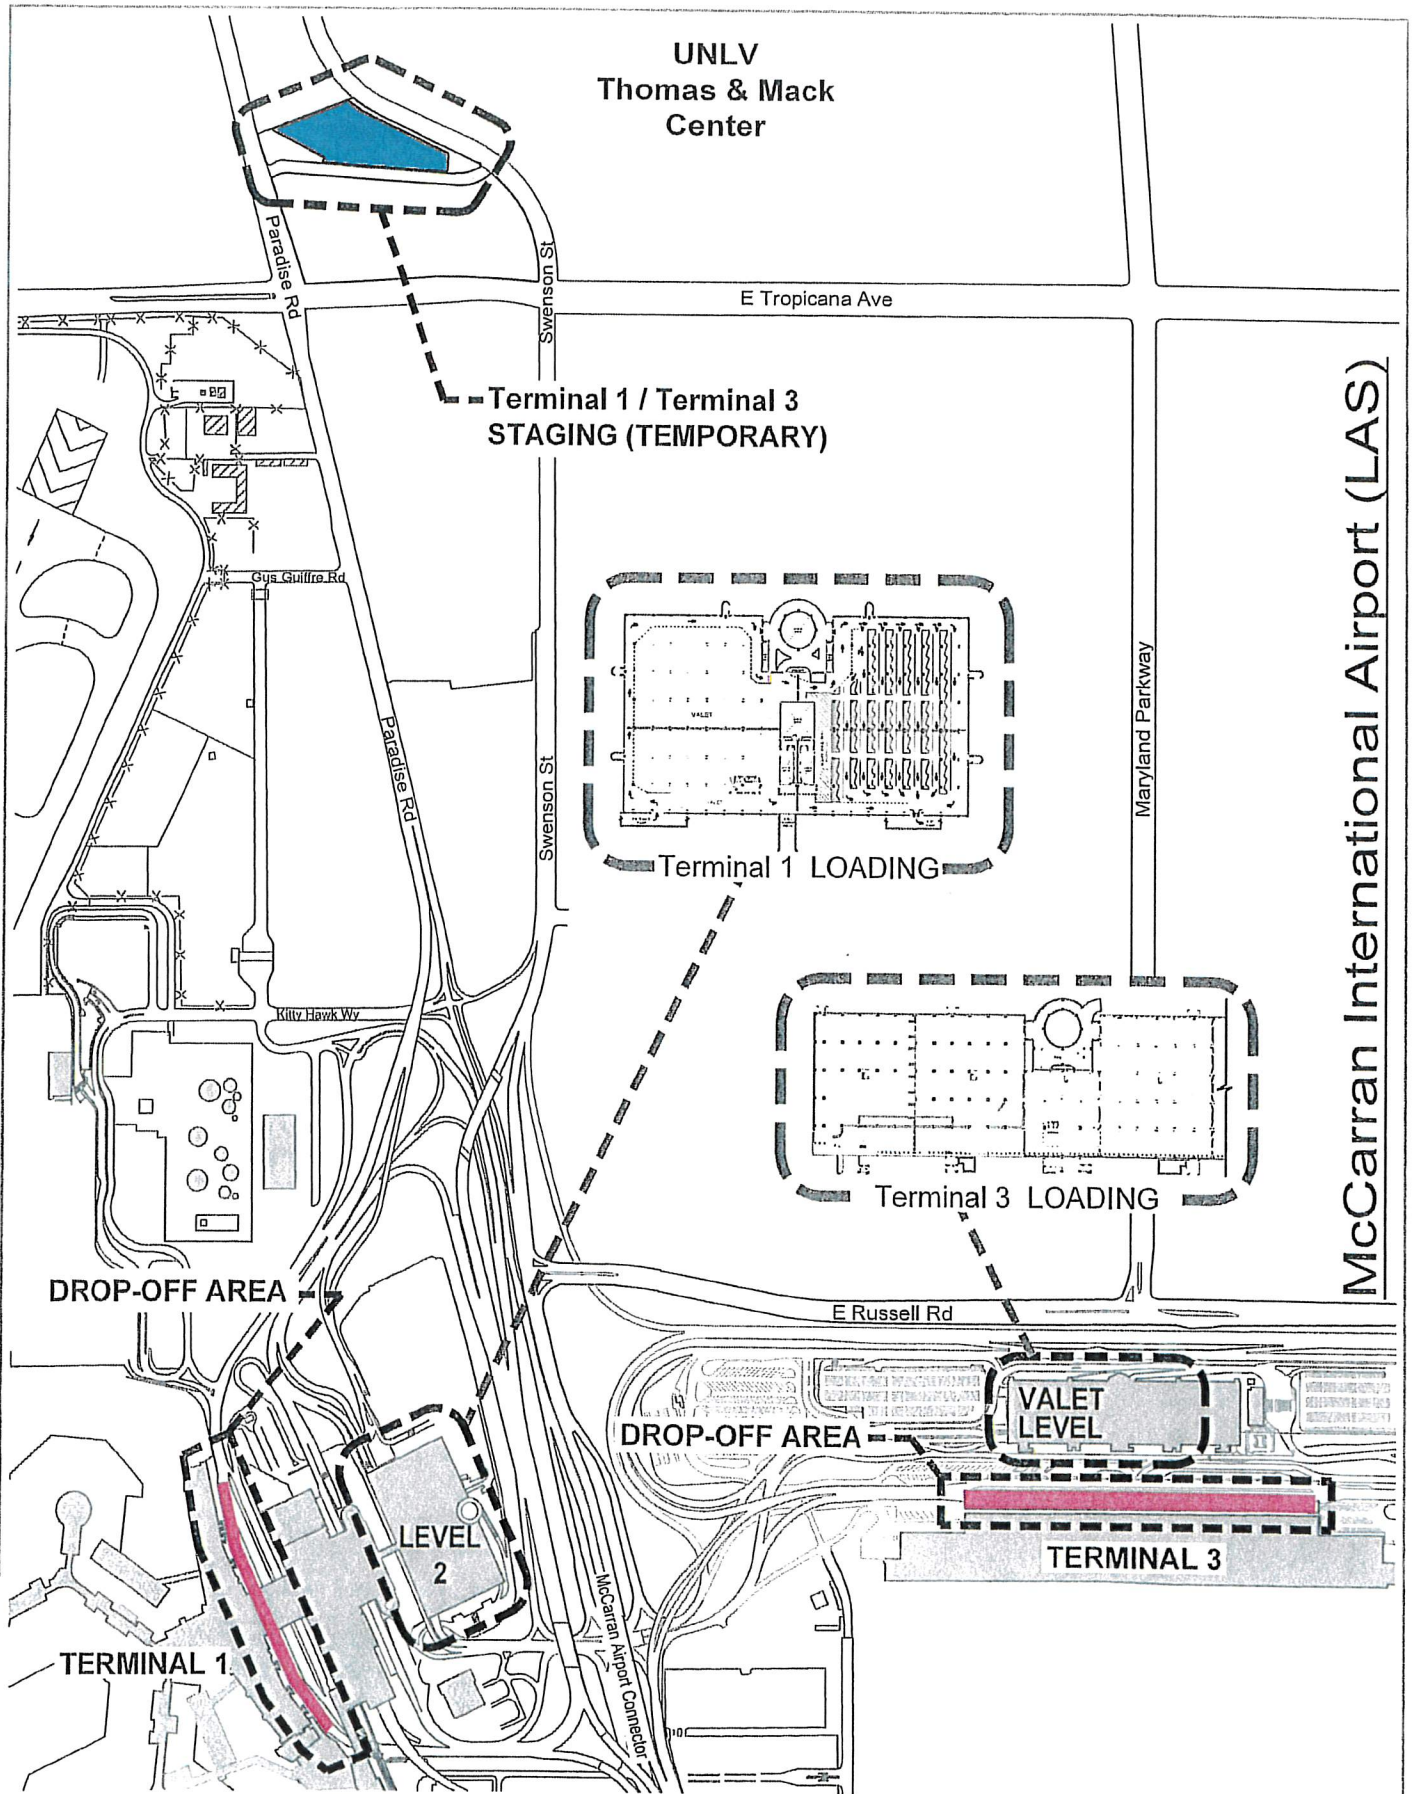 UNLV
Thomas & Mack
Center
Paradise Rd
Swenson St
E Tropicana Ave
Terminal 1 / Terminal 3
STAGING (TEMPORARY)
McCarran International Airport (LAS)
Gus Guiffre Rd
VALET
VALET
Paradise Rd
Swenson St
Maryland Parkway
Terminal 1 LOADING
Kitty Hawk Wy
Terminal 3 LOADING
DROP-OFF AREA
E Russell Rd
VALET
LEVEL
DROP-OFF AREA
LEVEL
2
TERMINAL 3
McCarran Airport Connector
TERMINAL 1